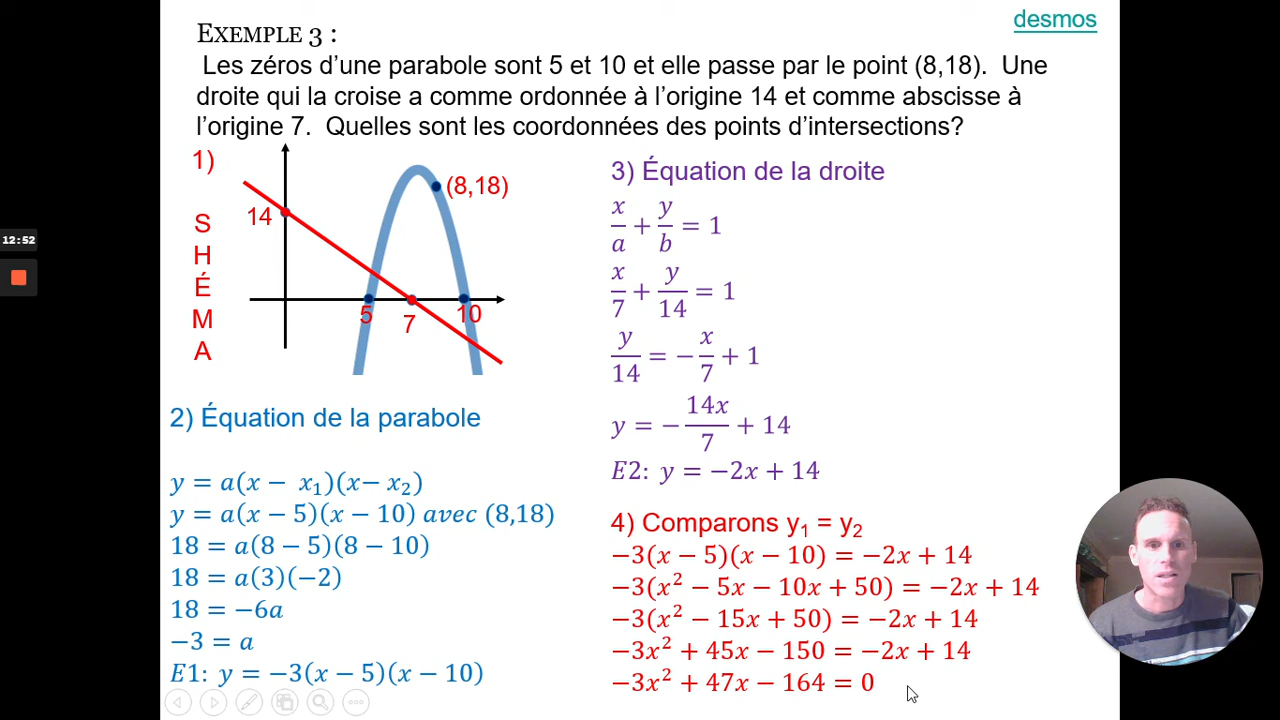 desmos
EXEMPLE 3 :
Les zéros d’une parabole sont 5 et 10 et elle passe par le point (8,18). Une
droite qui la croise a comme ordonnée à l’origine 14 et comme abscisse à
l’origine 7. Quelles sont les coordonnées des points d’intersections?
1)
S
H
É
M
A
14
(8,18)
5
7
10
12:52
2) Équation de la parabole
y = a(x − x₁)(x− x₂)
y = a(x − 5)(x − 10) avec (8,18)
18 = a(8 − 5)(8 − 10)
18 = a(3)(−2)
18 = −6a
−3 = a
E1: y = −3(x − 5)(x − 10)
3) Équation de la droite
x/a + y/b = 1
x/7 + y/14 = 1
y/14 = −x/7 + 1
y = −14x/7 + 14
E2: y = −2x + 14
4) Comparons y₁ = y₂
−3(x − 5)(x − 10) = −2x + 14
−3(x² − 5x − 10x + 50) = −2x + 14
−3(x² − 15x + 50) = −2x + 14
−3x² + 45x − 150 = −2x + 14
−3x² + 47x − 164 = 0